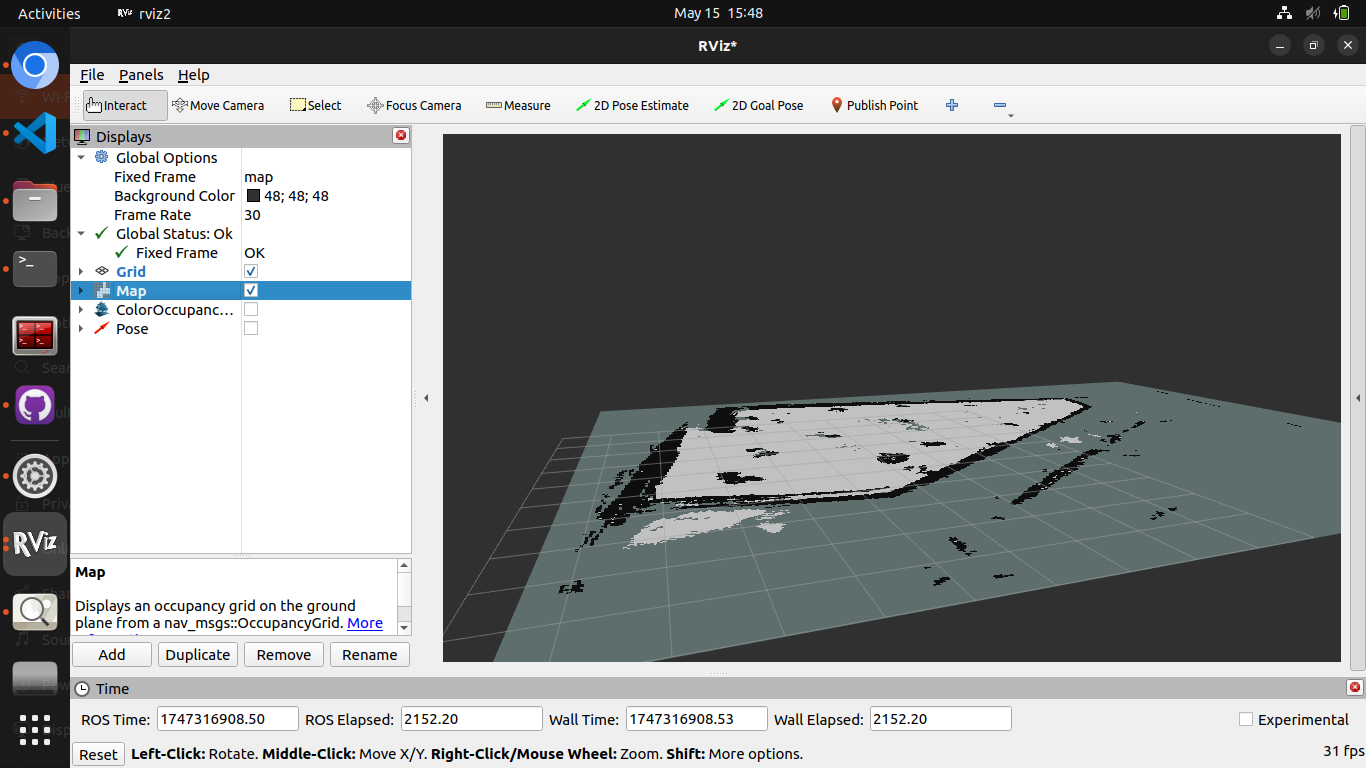 Activities
RViz rviz2
May 15 15:48
RViz*
File Panels Help
Interact Move Camera Select Focus Camera Measure 2D Pose Estimate 2D Goal Pose Publish Point
Displays
Global Options
Fixed Frame map
Background Color 48; 48; 48
Frame Rate 30
Global Status: Ok
Fixed Frame OK
Grid
Map
ColorOccupanc...
Pose
RViz
Map
Displays an occupancy grid on the ground
plane from a nav_msgs::OccupancyGrid. More
Add Duplicate Remove Rename
Time
ROS Time: 1747316908.50 ROS Elapsed: 2152.20 Wall Time: 1747316908.53 Wall Elapsed: 2152.20 Experimental
Reset Left-Click: Rotate. Middle-Click: Move X/Y. Right-Click/Mouse Wheel: Zoom. Shift: More options. 31 fps